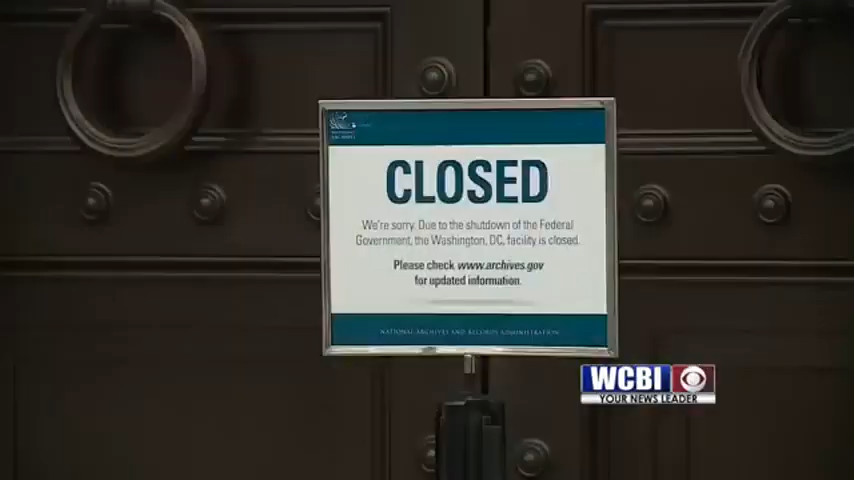 CLOSED
We're sorry. Due to the shutdown of the Federal
Government, the Washington, DC, facility is closed.
Please check www.archives.gov
for updated information.
NATIONAL ARCHIVES AND RECORDS ADMINISTRATION
WCBI
YOUR NEWS LEADER